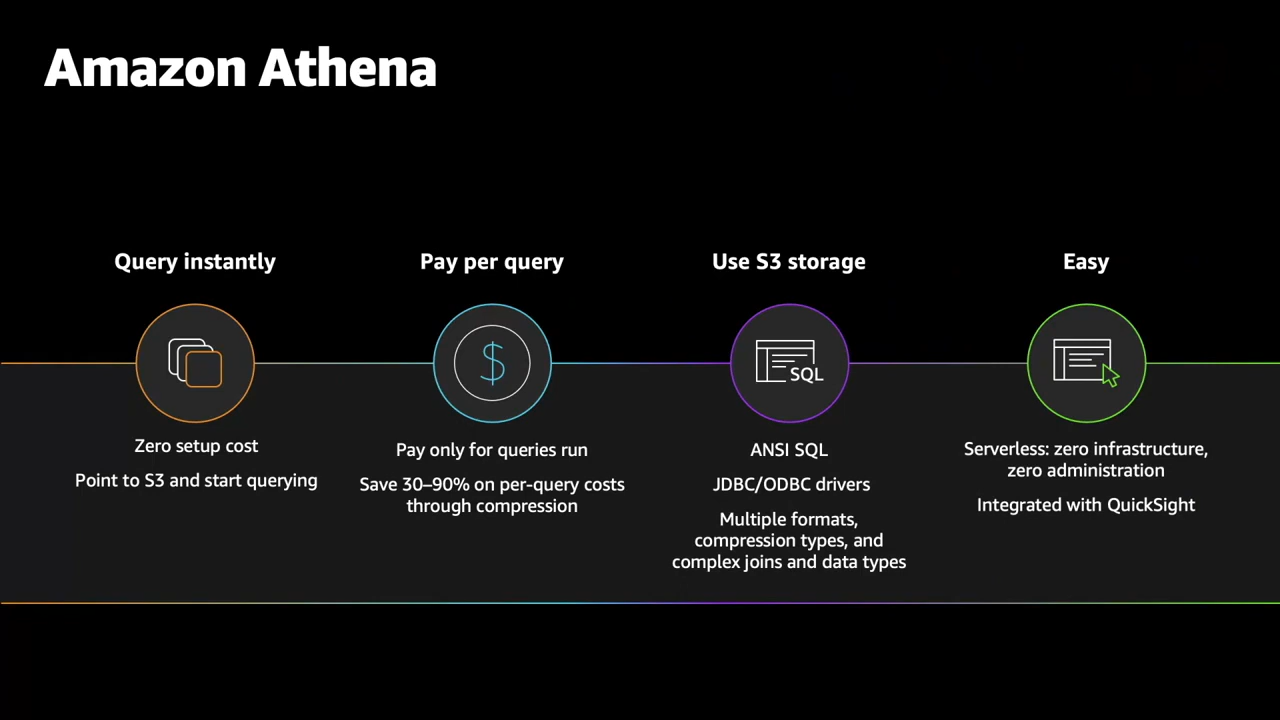 Amazon Athena
Query instantly
Zero setup cost
Point to S3 and start querying
Pay per query
$
Pay only for queries run
Save 30–90% on per-query costs
through compression
Use S3 storage
SQL
ANSI SQL
JDBC/ODBC drivers
Multiple formats,
compression types, and
complex joins and data types
Easy
Serverless: zero infrastructure,
zero administration
Integrated with QuickSight